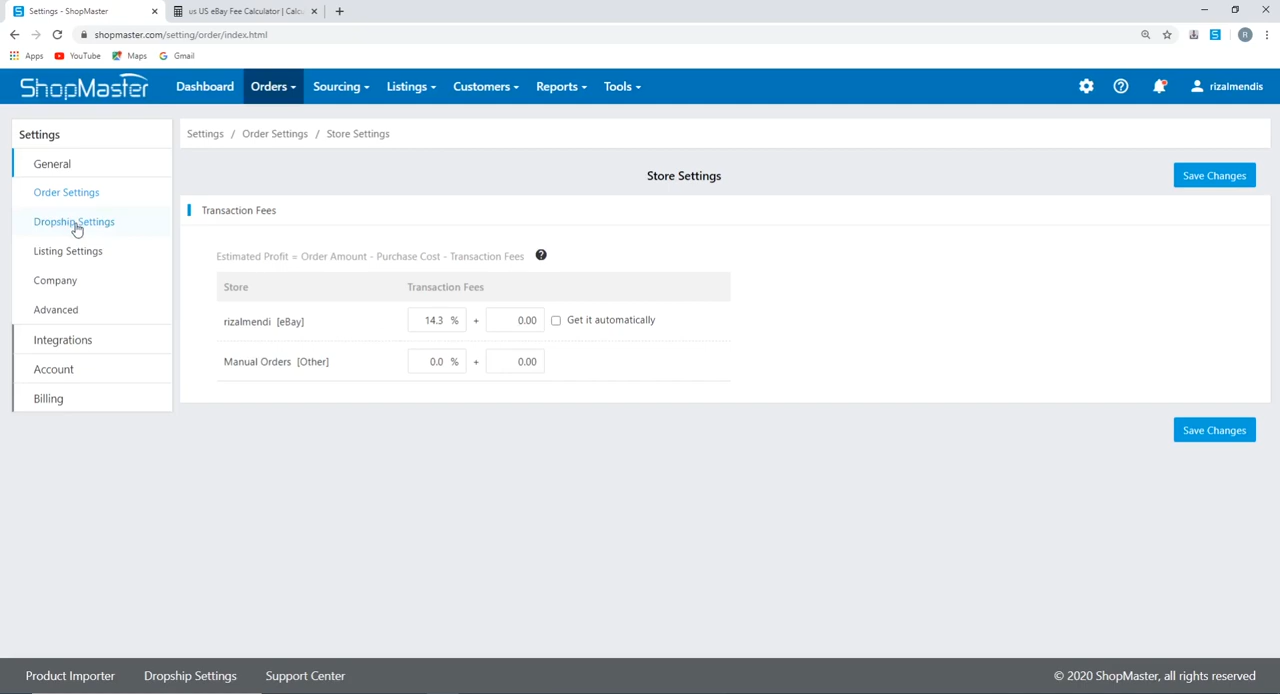 Settings - ShopMaster
us US eBay Fee Calculator | Calcu
shopmaster.com/setting/order/index.html
Apps YouTube Maps Gmail
ShopMaster Dashboard Orders Sourcing Listings Customers Reports Tools rizalmendis
Settings
General
Order Settings
Dropship Settings
Listing Settings
Company
Advanced
Integrations
Account
Billing
Settings / Order Settings / Store Settings
Store Settings
Save Changes
Transaction Fees
Estimated Profit = Order Amount - Purchase Cost - Transaction Fees ?
Store Transaction Fees
rizalmendi [eBay] 14.3 % + 0.00 Get it automatically
Manual Orders [Other] 0.0 % + 0.00
Save Changes
Product Importer Dropship Settings Support Center © 2020 ShopMaster, all rights reserved